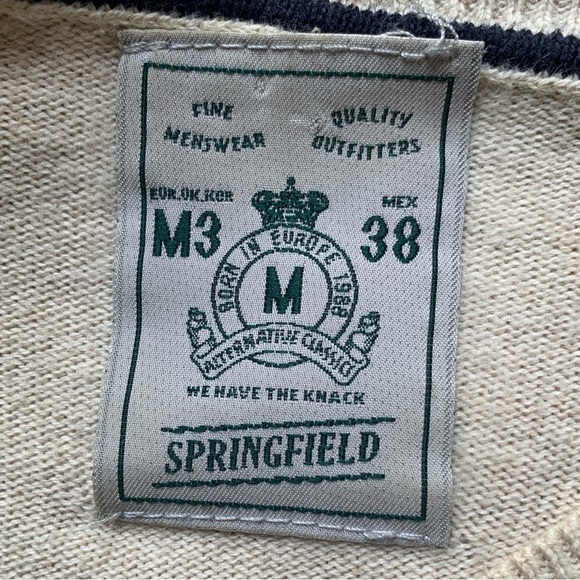 FINE
MENSWEAR
QUALITY
OUTFITTERS
EUR.UK.KOR
M3
MEX
38
BORN IN EUROPE 1988
M
ALTERNATIVE CLASSICS
WE HAVE THE KNACK
SPRINGFIELD